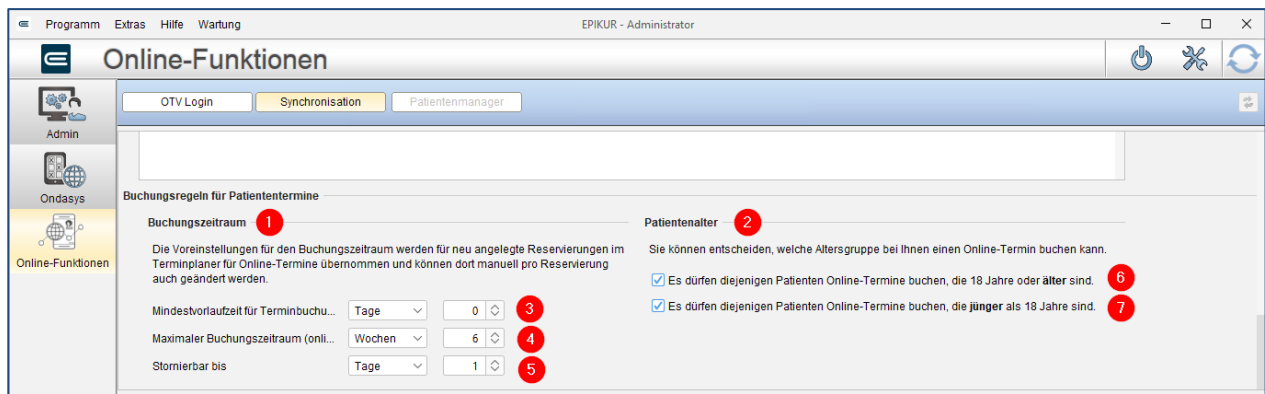 Programm Extras Hilfe Wartung EPIKUR - Administrator
Online-Funktionen
OTV Login Synchronisation Patientenmanager
Admin
Ondasys
Online-Funktionen
Buchungsregeln für Patiententermine
Buchungszeitraum 1
Die Voreinstellungen für den Buchungszeitraum werden für neu angelegte Reservierungen im
Terminplaner für Online-Termine übernommen und können dort manuell pro Reservierung
auch geändert werden.
Mindestvorlaufzeit für Terminbuchu... Tage 0 3
Maximaler Buchungszeitraum (onli... Wochen 6 4
Stornierbar bis Tage 1 5
Patientenalter 2
Sie können entscheiden, welche Altersgruppe bei Ihnen einen Online-Termin buchen kann.
Es dürfen diejenigen Patienten Online-Termine buchen, die 18 Jahre oder älter sind. 6
Es dürfen diejenigen Patienten Online-Termine buchen, die jünger als 18 Jahre sind. 7